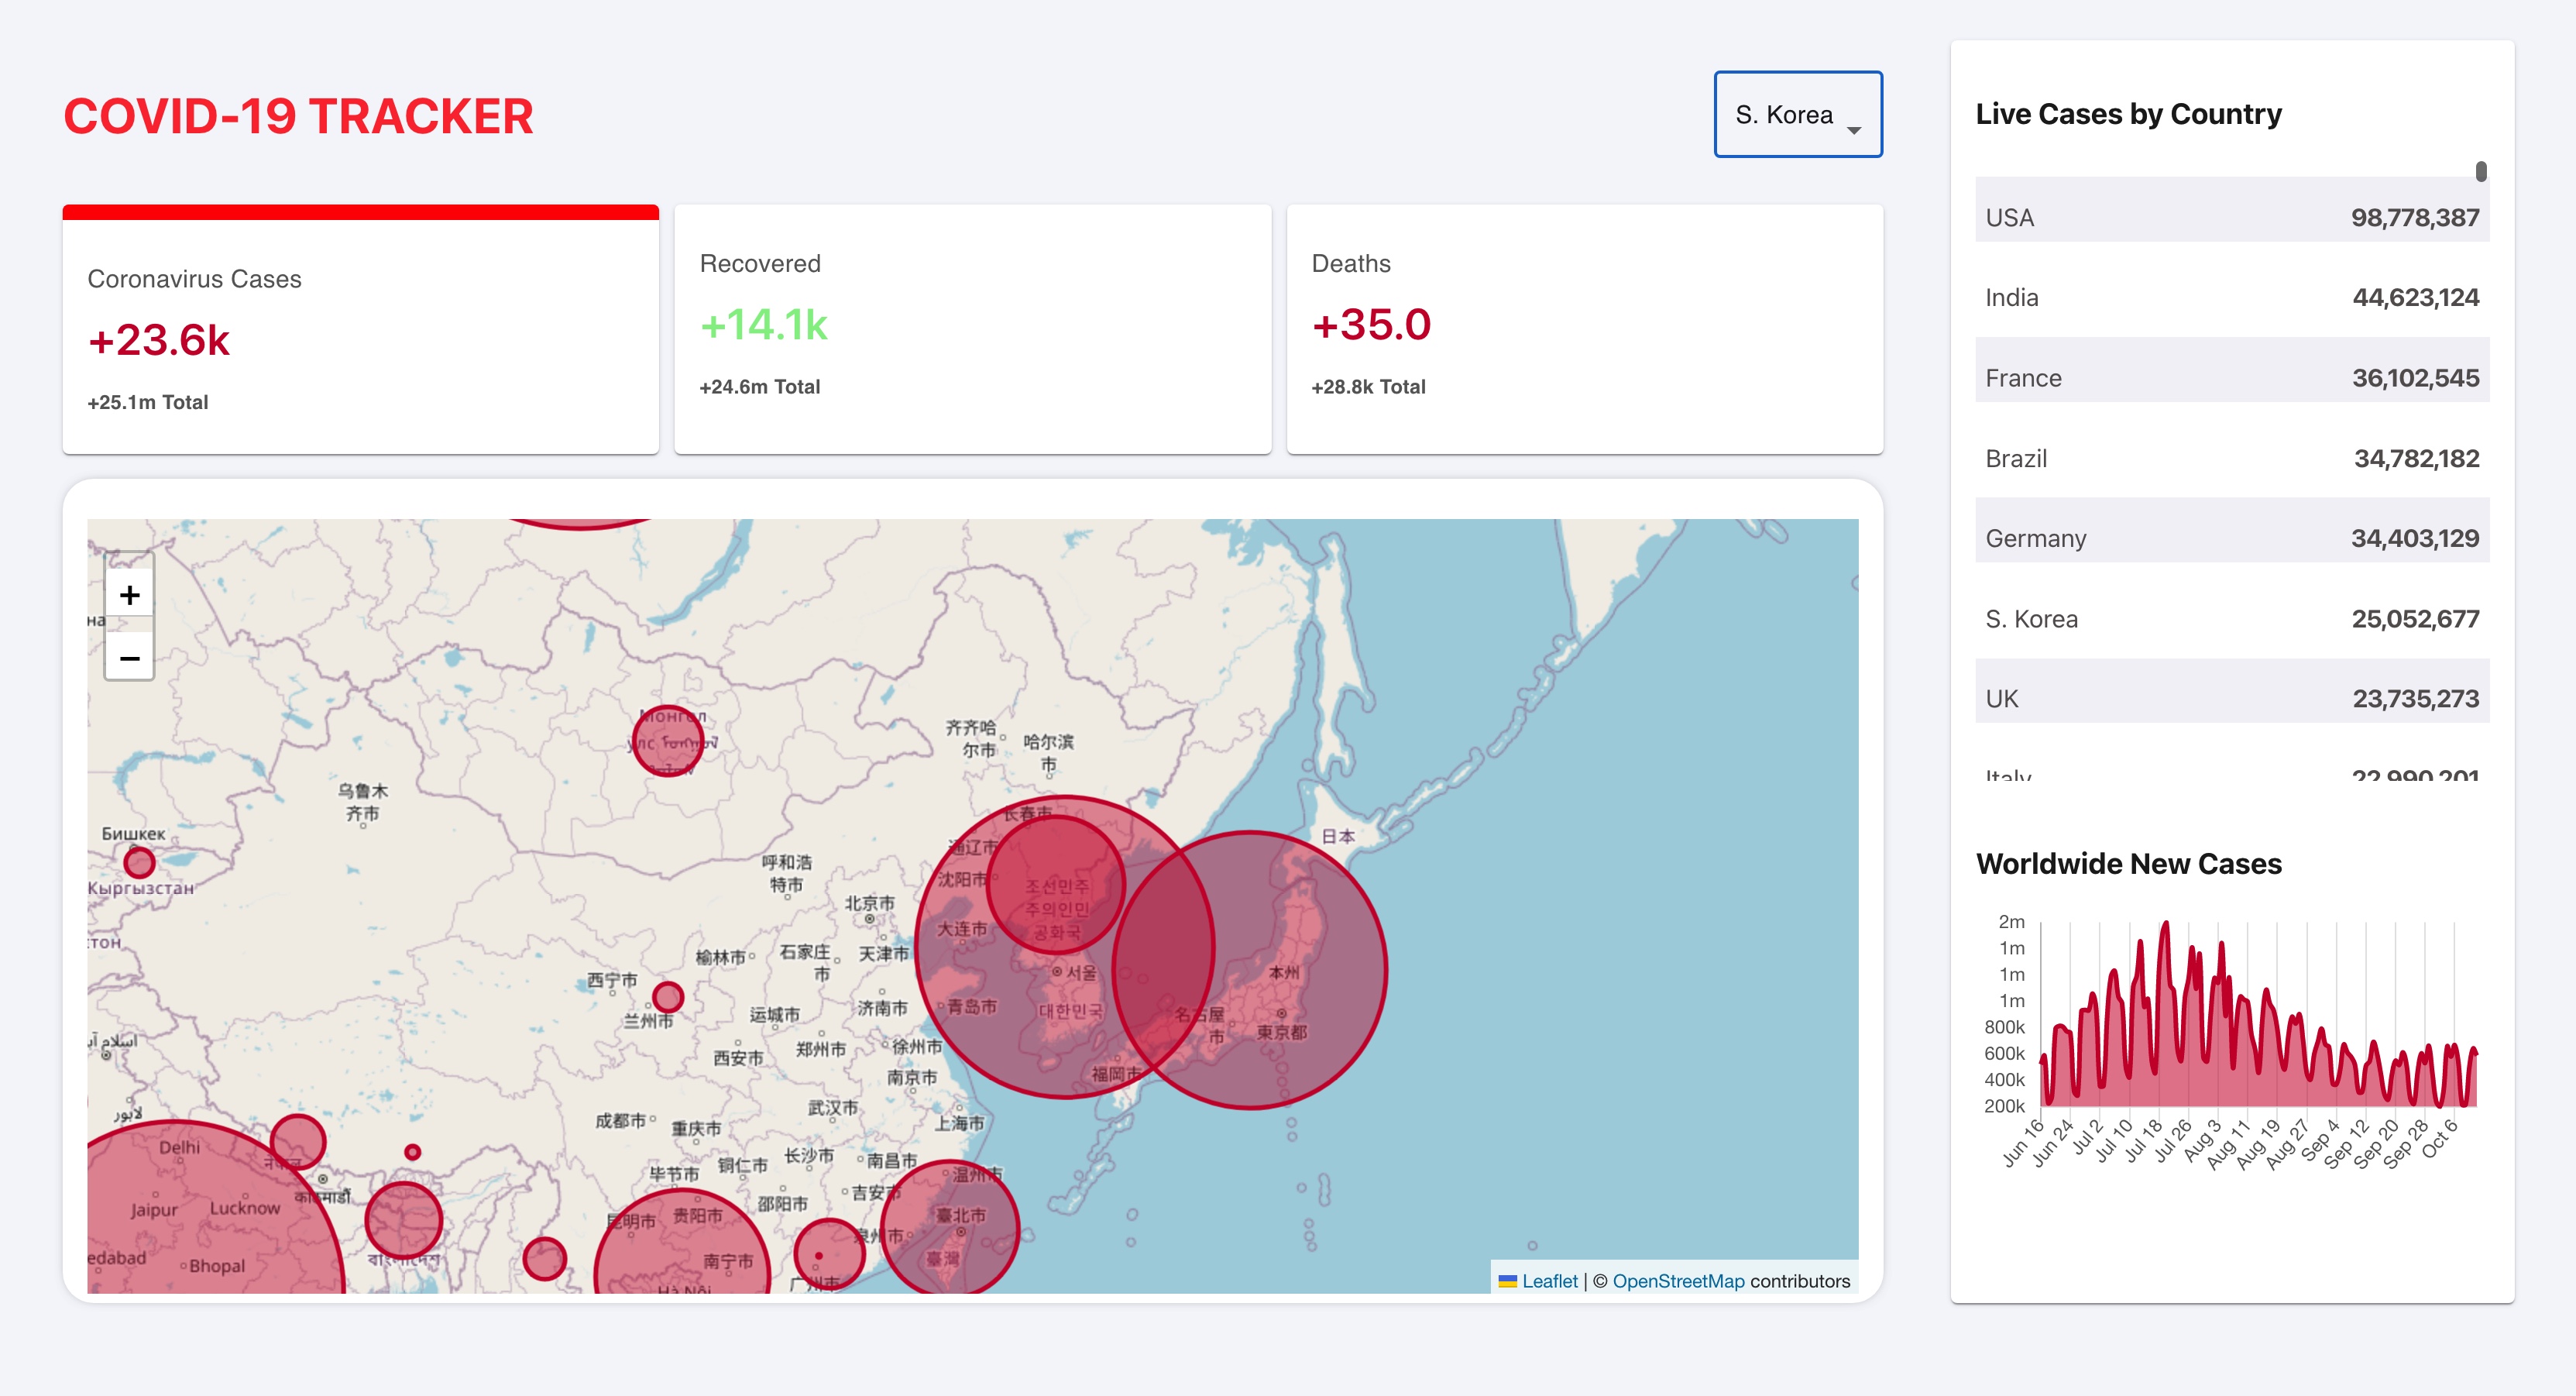 COVID-19 TRACKER
S. Korea
Coronavirus Cases
+23.6k
+25.1m Total
Recovered
+14.1k
+24.6m Total
Deaths
+35.0
+28.8k Total
+
−
Монгол
улс
齐齐哈
尔市
哈尔滨
市
乌鲁木
齐市
Бишкек
Кыргызстан
长春市
通辽市
沈阳市
日本
呼和浩
特市
조선민주
주의인민
공화국
北京市
大连市
天津市
石家庄
市
榆林市
西宁市
서울
本州
青岛市
대한민국
济南市
兰州市
运城市
名古屋
市
東京都
西安市
郑州市
徐州市
福岡市
南京市
لاہور
武汉市
上海市
成都市
重庆市
Delhi
长沙市
南昌市
铜仁市
毕节市
温州市
काठमाडौं
吉安市
邵阳市
Jaipur
Lucknow
昆明市
贵阳市
臺北市
泉州市
edabad
Bhopal
বাংলাদেশ
南宁市
臺灣
广州市
Hà Nội
Leaflet | © OpenStreetMap contributors
Live Cases by Country
USA 98,778,387
India 44,623,124
France 36,102,545
Brazil 34,782,182
Germany 34,403,129
S. Korea 25,052,677
UK 23,735,273
Italy 22,990,201
Worldwide New Cases
2m
1m
1m
1m
800k
600k
400k
200k
Jun 16
Jun 24
Jul 2
Jul 10
Jul 18
Jul 26
Aug 3
Aug 11
Aug 19
Aug 27
Sep 4
Sep 12
Sep 20
Sep 28
Oct 6